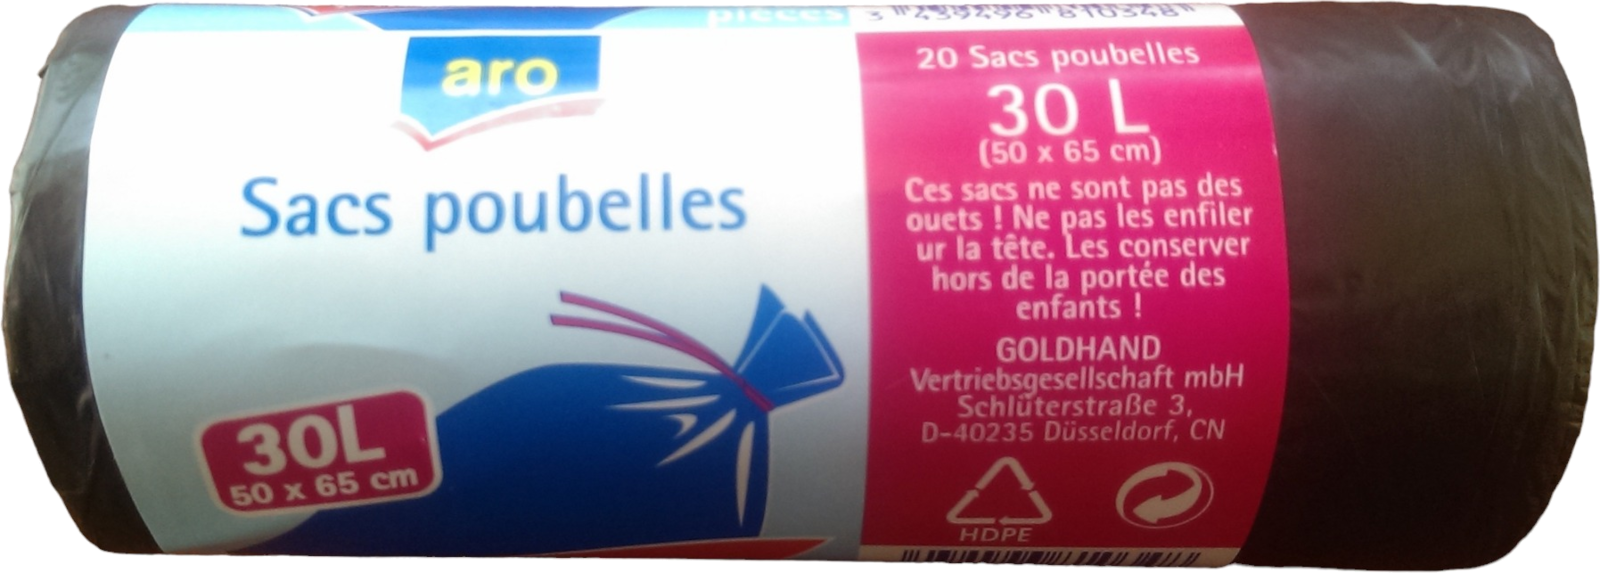 pièces
aro
Sacs poubelles
30L
50 x 65 cm
20 Sacs poubelles
30 L
(50 x 65 cm)
Ces sacs ne sont pas des
ouets ! Ne pas les enfiler
ur la tête. Les conserver
hors de la portée des
enfants !
GOLDHAND
Vertriebsgesellschaft mbH
Schlüterstraße 3,
D-40235 Düsseldorf, CN
HDPE